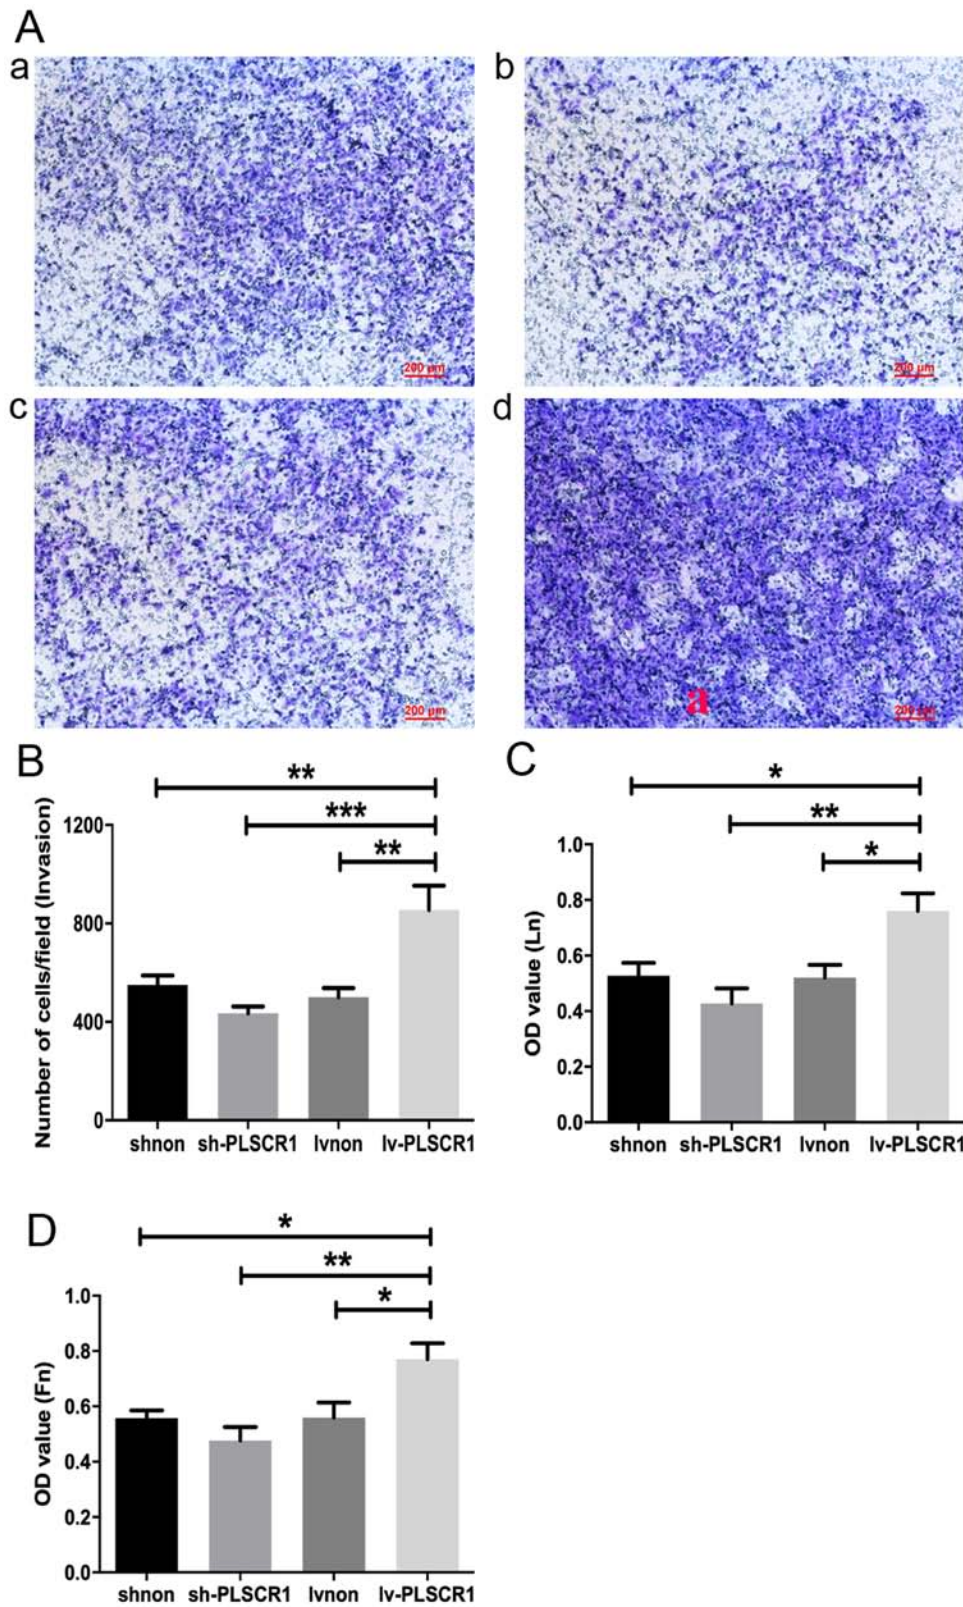 A
a
b
200 µm
200 µm
c
d
200 µm
a
200 µm
B
**
***
**
Number of cells/field (Invasion)
1200
800
400
0
shnon sh-PLSCR1 lvnon lv-PLSCR1
C
*
**
*
OD value (Ln)
1.0
0.8
0.6
0.4
0.2
0.0
shnon sh-PLSCR1 lvnon lv-PLSCR1
D
*
**
*
OD value (Fn)
1.0
0.8
0.6
0.4
0.2
0.0
shnon sh-PLSCR1 lvnon lv-PLSCR1